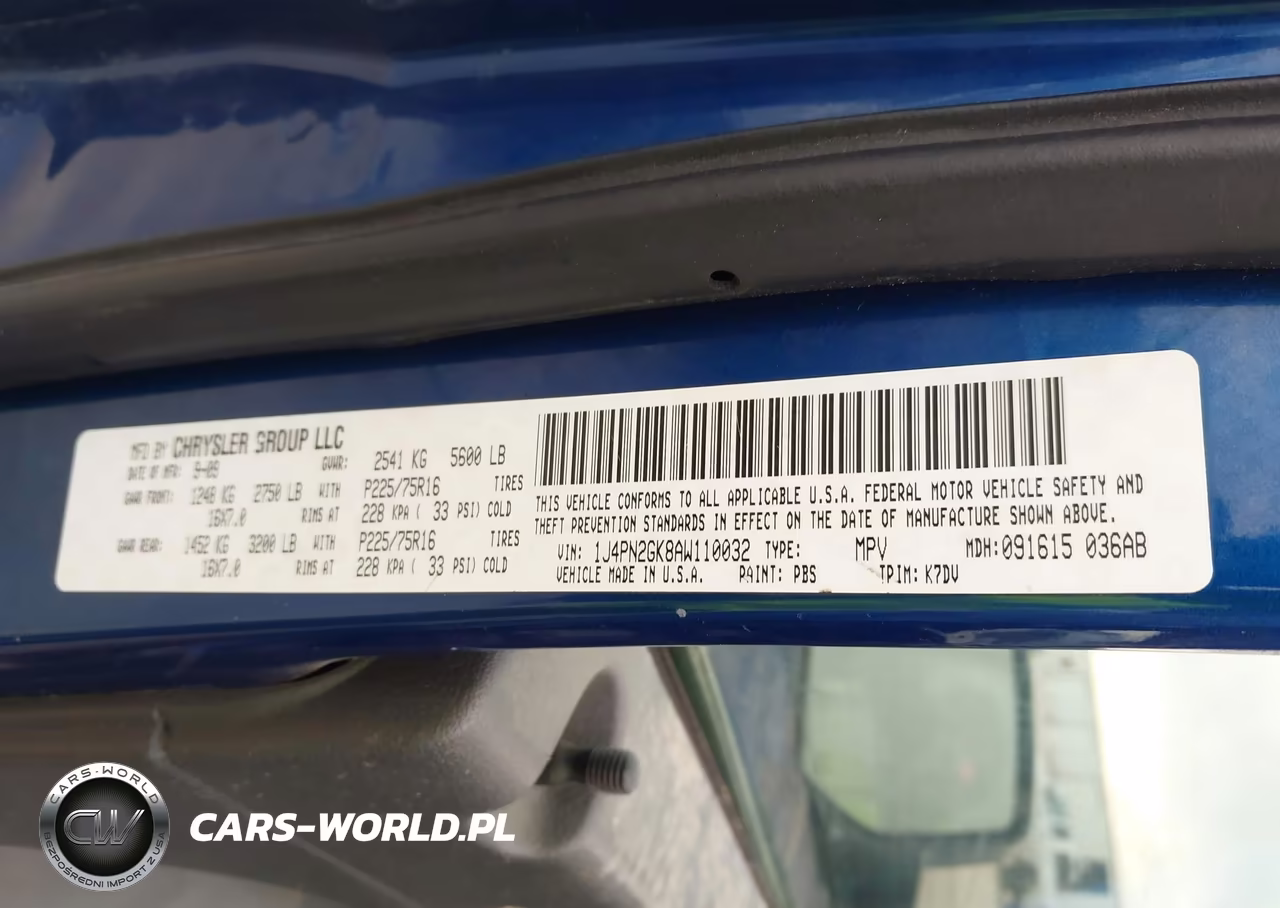 MFD BY CHRYSLER GROUP LLC
DATE OF MFR: 9-09 GVWR: 2541 KG 5600 LB
GAWR FRONT: 1248 KG 2750 LB WITH P225/75R16 TIRES
16X7.0 RIMS AT 228 KPA ( 33 PSI) COLD
GAWR REAR: 1452 KG 3200 LB WITH P225/75R16 TIRES
16X7.0 RIMS AT 228 KPA ( 33 PSI) COLD
THIS VEHICLE CONFORMS TO ALL APPLICABLE U.S.A. FEDERAL MOTOR VEHICLE SAFETY AND
THEFT PREVENTION STANDARDS IN EFFECT ON THE DATE OF MANUFACTURE SHOWN ABOVE.
VIN: 1J4PN2GK8AW110032 TYPE: MPV MDH:091615 036AB
VEHICLE MADE IN U.S.A. PAINT: PBS TPIM: K7DV
CARS-WORLD
CW
BEZPOŚREDNI IMPORT Z USA
CARS-WORLD.PL